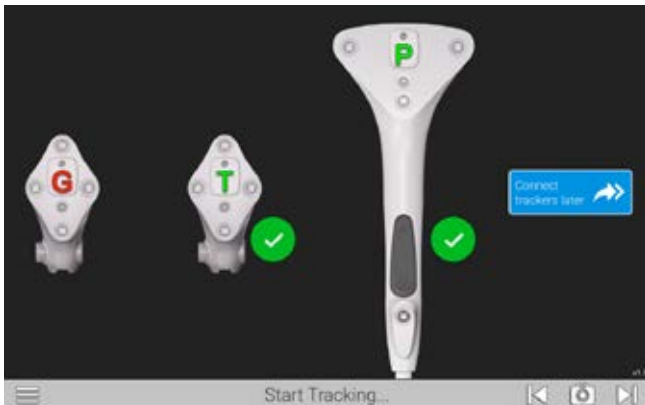 G
T
P
Connect
trackers later
Start Tracking...